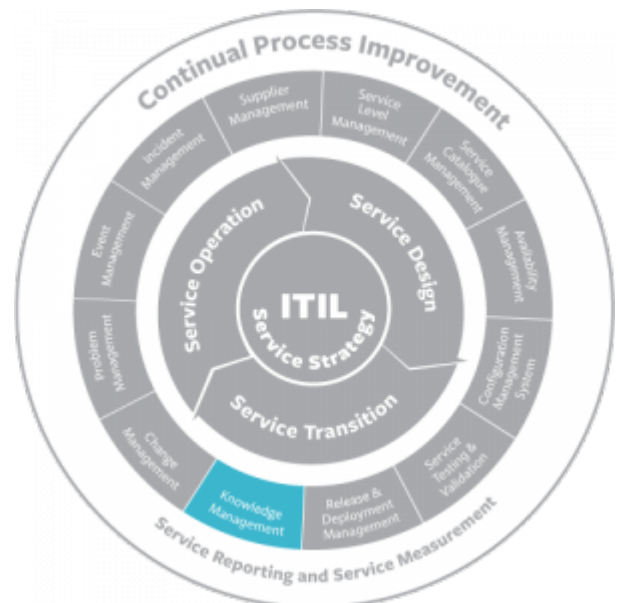 Continual Process Improvement
Supplier
Management
Service
Level
Management
Service
Catalogue
Management
Availability
Management
Configuration
Management
System
Service
Testing &
Validation
Release &
Deployment
Management
Knowledge
Management
Change
Management
Problem
Management
Event
Management
Incident
Management
Service Operation
Service Design
Service Transition
ITIL
Service Strategy
Service Reporting and Service Measurement